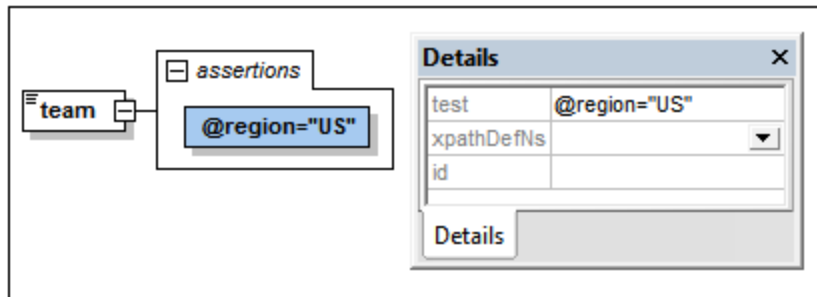 assertions
team
@region="US"
Details
test @region="US"
xpathDefNs
id
Details